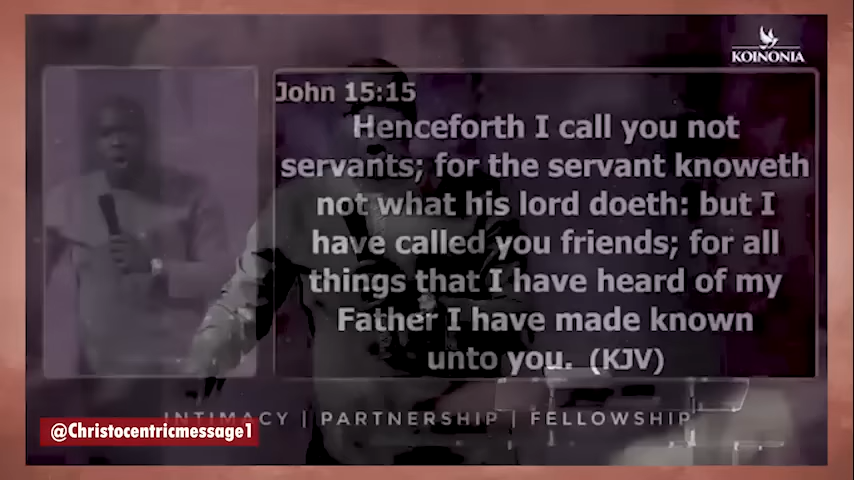 KOINONIA
John 15:15
Henceforth I call you not
servants; for the servant knoweth
not what his lord doeth: but I
have called you friends; for all
things that I have heard of my
Father I have made known
unto you. (KJV)
INTIMACY | PARTNERSHIP | FELLOWSHIP
@Christocentricmessage1